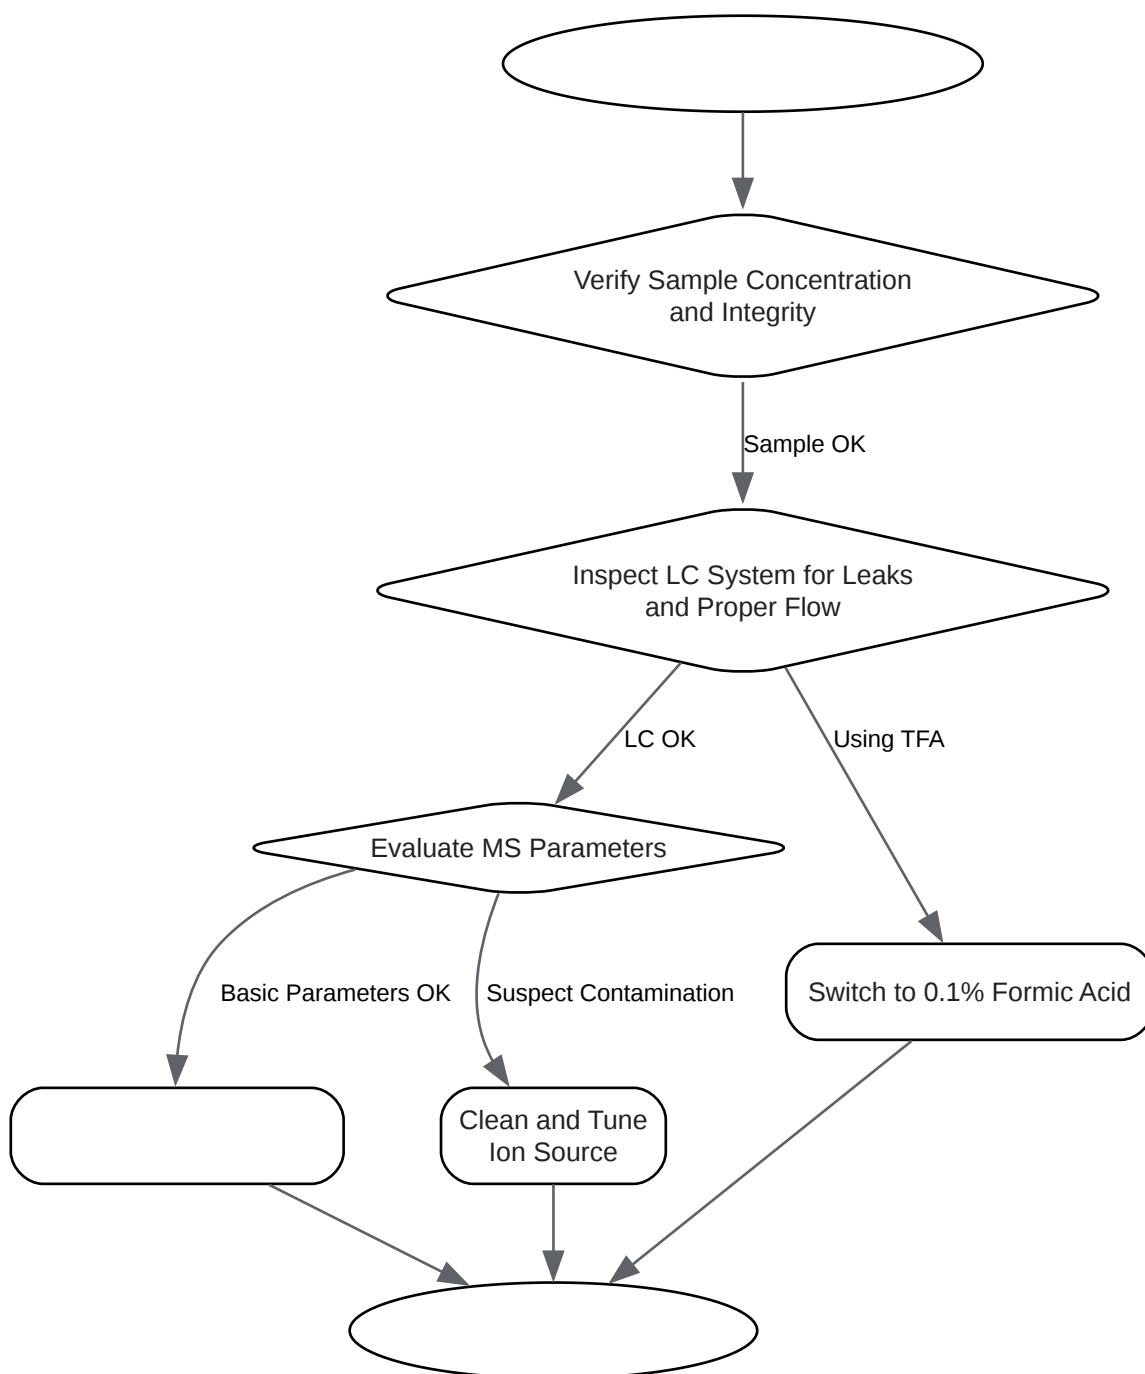 Verify Sample Concentration
and Integrity
Sample OK
Inspect LC System for Leaks
and Proper Flow
LC OK
Using TFA
Evaluate MS Parameters
Basic Parameters OK
Suspect Contamination
Switch to 0.1% Formic Acid
Clean and Tune
Ion Source